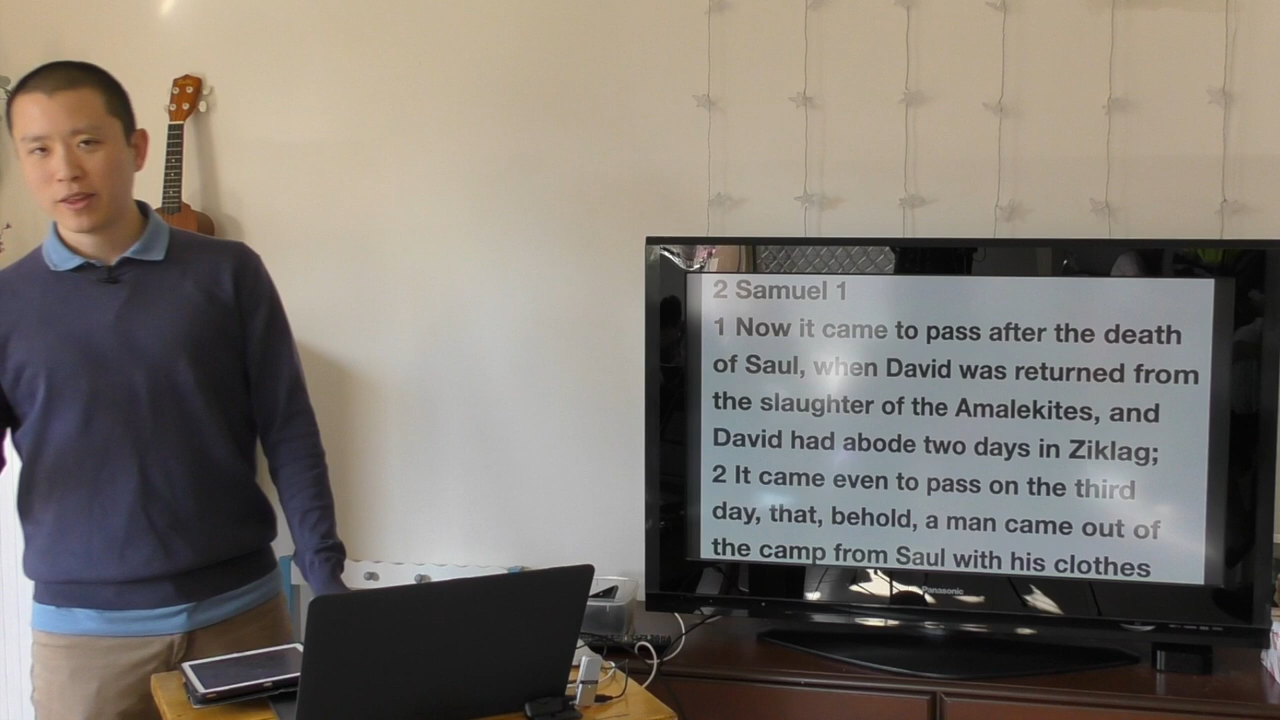 2 Samuel 1
1 Now it came to pass after the death
of Saul, when David was returned from
the slaughter of the Amalekites, and
David had abode two days in Ziklag;
2 It came even to pass on the third
day, that, behold, a man came out of
the camp from Saul with his clothes
Panasonic